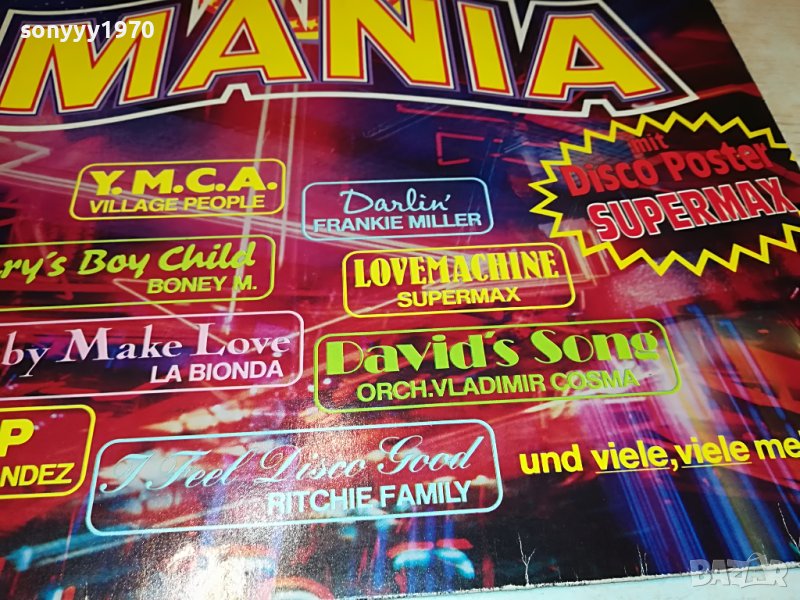 sonyyy1970
MANIA
mit
Disco Poster
SUPERMAX
Y.M.C.A.
VILLAGE PEOPLE
Darlin'
FRANKIE MILLER
ry's Boy Child
BONEY M.
LOVEMACHINE
SUPERMAX
by Make Love
LA BIONDA
David's Song
ORCH.VLADIMIR COSMA
P
NDEZ
I Feel Disco Good
RITCHIE FAMILY
und viele, viele me
BAZAR